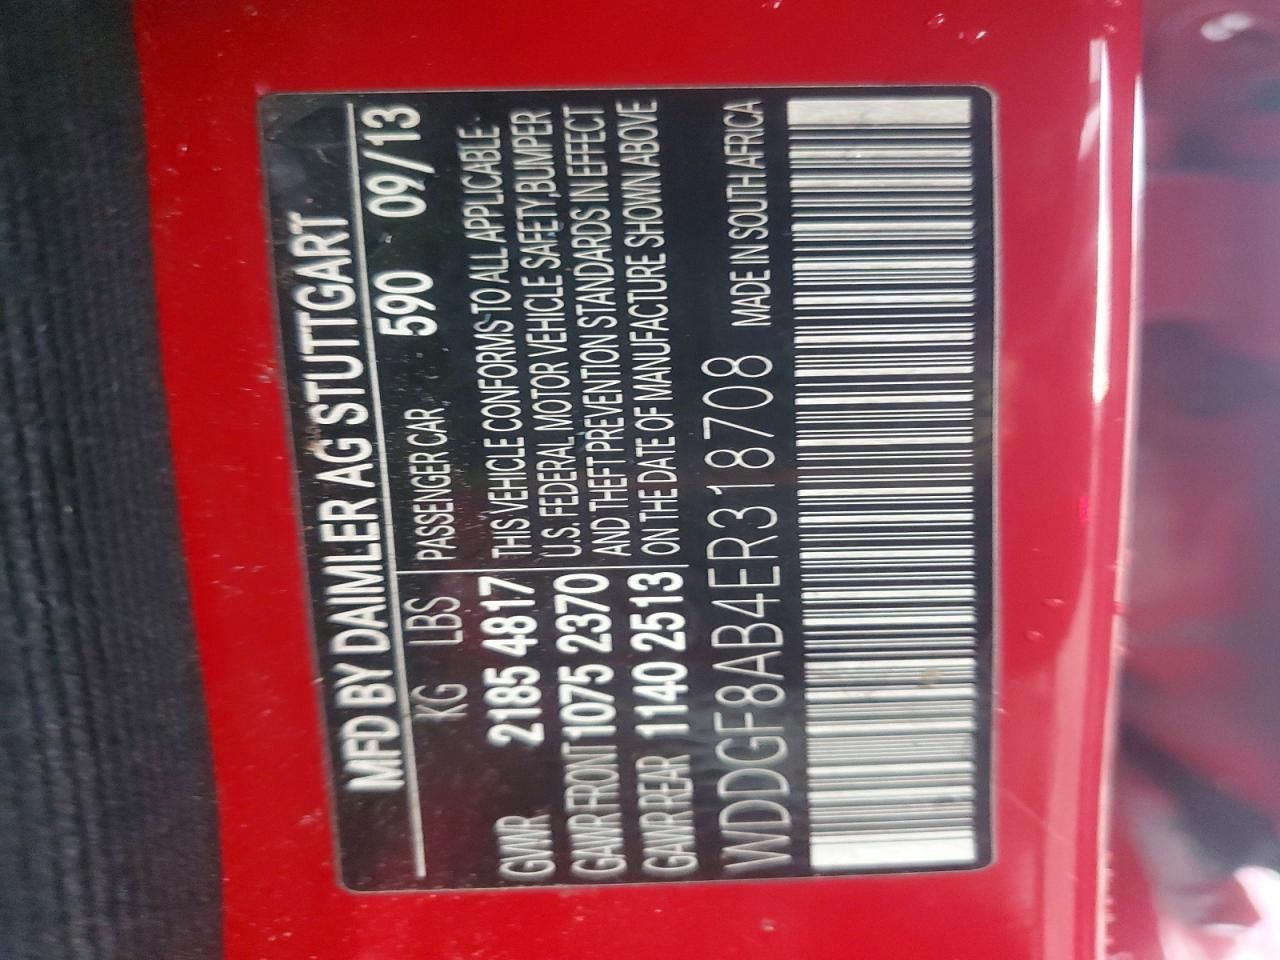 MFD BY DAIMLER AG STUTTGART
590 09/13
KG LBS PASSENGER CAR
GVWR 2185 4817
GAWR FRONT 1075 2370
GAWR REAR 1140 2513
THIS VEHICLE CONFORMS TO ALL APPLICABLE
U.S. FEDERAL MOTOR VEHICLE SAFETY,BUMPER
AND THEFT PREVENTION STANDARDS IN EFFECT
ON THE DATE OF MANUFACTURE SHOWN ABOVE
WDDGF8AB4ER318708 MADE IN SOUTH AFRICA